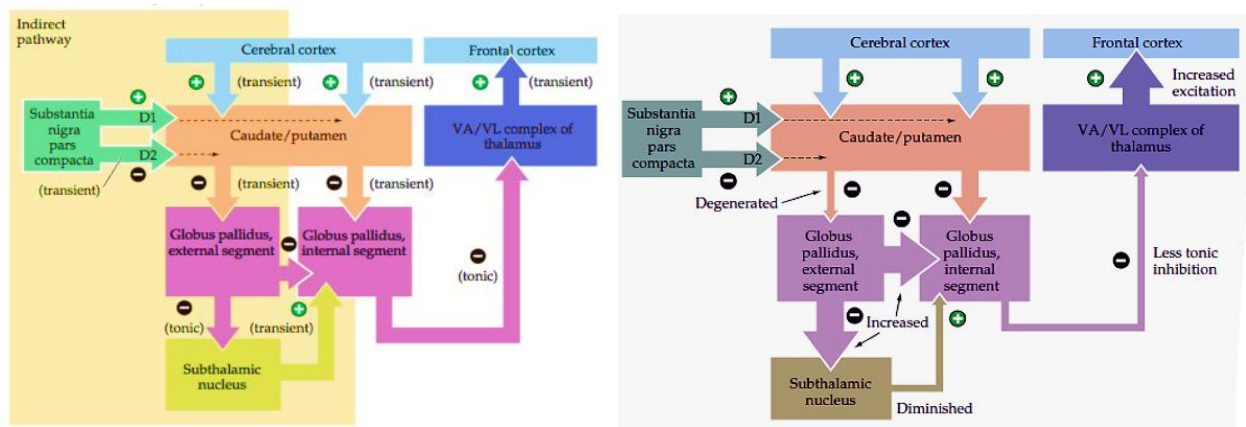 Indirect
pathway
Cerebral cortex
Frontal cortex
(transient)
(transient)
(transient)
Substantia
nigra
pars
compacta
D1
D2
(transient)
Caudate/putamen
VA/VL complex of
thalamus
(transient)
(transient)
Globus pallidus,
external segment
Globus pallidus,
internal segment
(tonic)
(tonic)
(transient)
Subthalamic
nucleus
Cerebral cortex
Frontal cortex
Increased
excitation
Substantia
nigra
pars
compacta
D1
D2
Caudate/putamen
VA/VL complex of
thalamus
Degenerated
Globus
pallidus,
external
segment
Globus
pallidus,
internal
segment
Less tonic
inhibition
Increased
Subthalamic
nucleus
Diminished